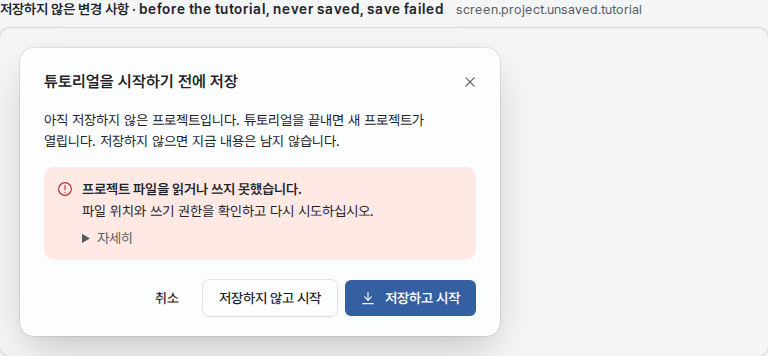 저장하지 않은 변경 사항 · before the tutorial, never saved, save failed screen.project.unsaved.tutorial
튜토리얼을 시작하기 전에 저장
아직 저장하지 않은 프로젝트입니다. 튜토리얼을 끝내면 새 프로젝트가
열립니다. 저장하지 않으면 지금 내용은 남지 않습니다.
프로젝트 파일을 읽거나 쓰지 못했습니다.
파일 위치와 쓰기 권한을 확인하고 다시 시도하십시오.
자세히
취소 저장하지 않고 시작 저장하고 시작